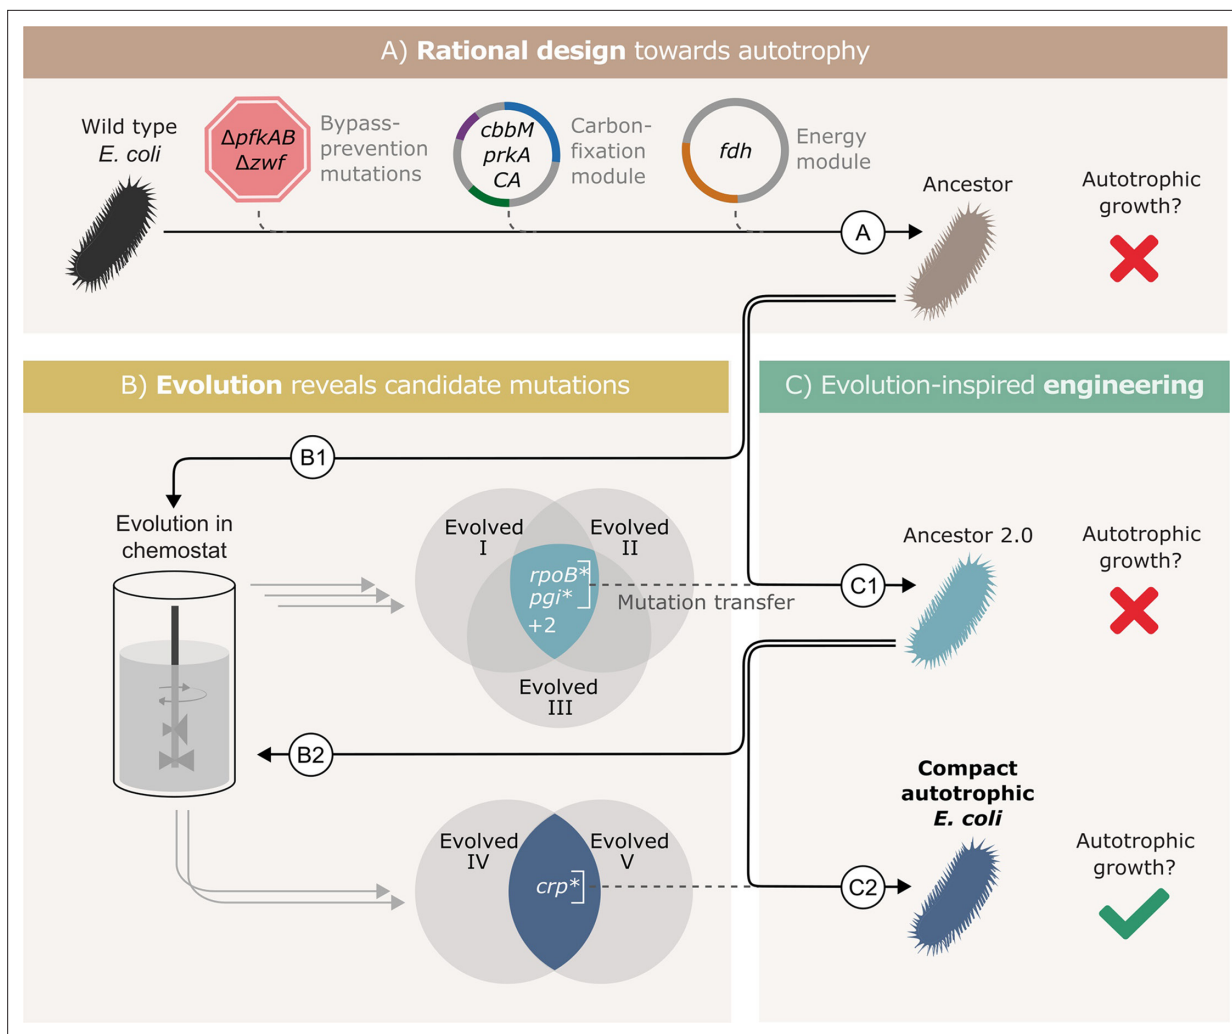 A) Rational design towards autotrophy
Wild type
E. coli
ΔpfkAB
Δzwf
Bypass-
prevention
mutations
cbbM
prkA
CA
Carbon-
fixation
module
fdh
Energy
module
A
Ancestor
Autotrophic
growth?
B) Evolution reveals candidate mutations
C) Evolution-inspired engineering
B1
Evolution in
chemostat
Evolved
I
Evolved
II
rpoB*
pgi*
+2
Evolved
III
Mutation transfer
C1
Ancestor 2.0
Autotrophic
growth?
B2
Evolved
IV
Evolved
V
crp*
C2
Compact
autotrophic
E. coli
Autotrophic
growth?